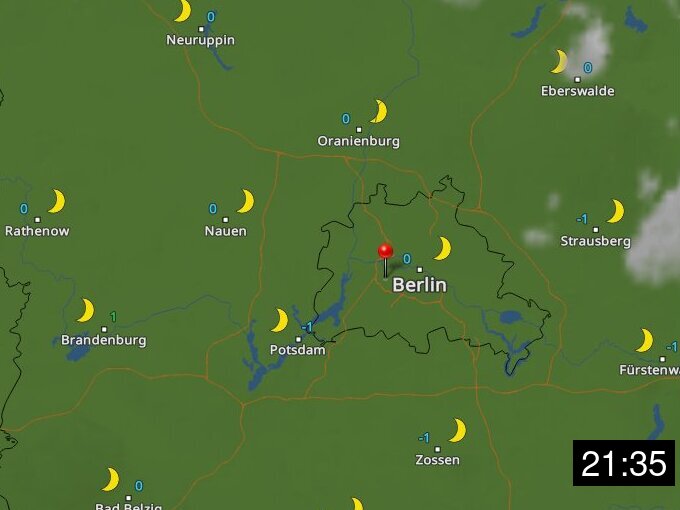 0
Neuruppin
0
Eberswalde
0
Oranienburg
0
Rathenow
0
Nauen
-1
Strausberg
0
Berlin
1
Brandenburg
-1
Potsdam
-1
Fürstenwa
-1
Zossen
21:35
0
Bad Belzig